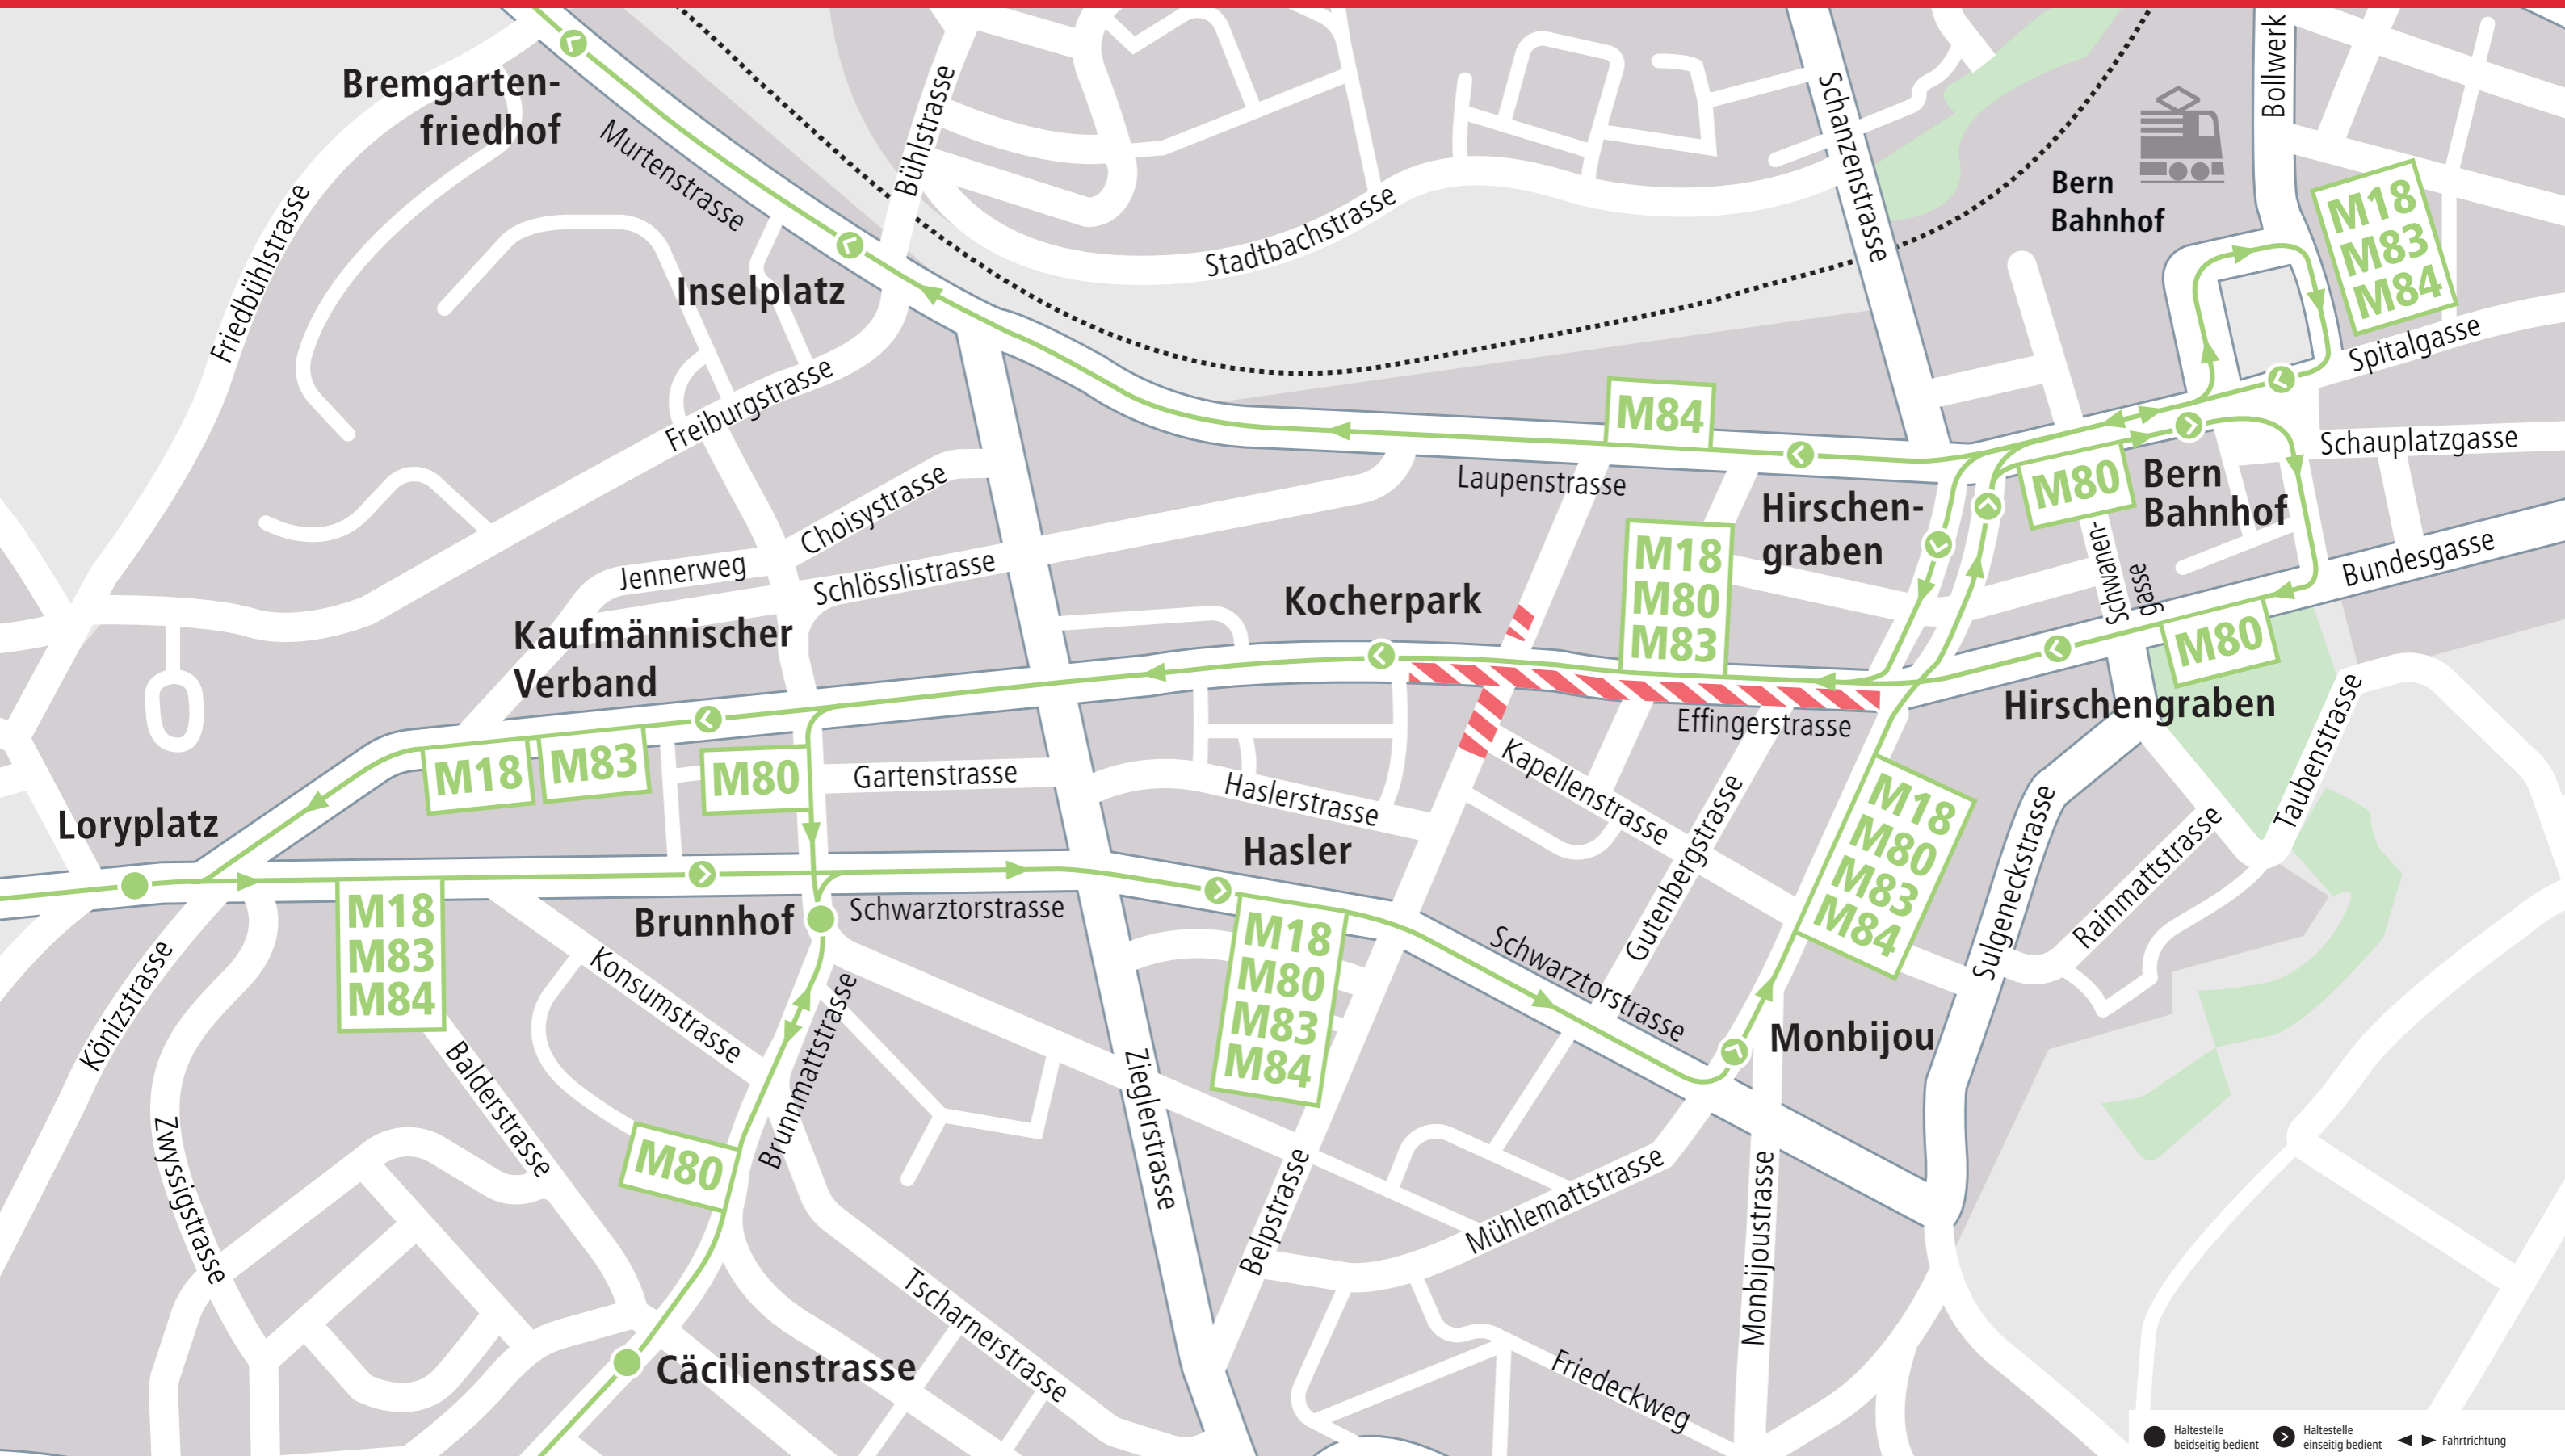 Bollwerk
Bremgarten-
friedhof
Murtenstrasse
Bühlstrasse
Schanzenstrasse
Bern
Bahnhof
M18
M83
M84
Friedbühlstrasse
Stadtbachstrasse
Inselplatz
Spitalgasse
Freiburgstrasse
M84
Schauplatzgasse
Laupenstrasse
M80
Bern
Bahnhof
Hirschen-
graben
Choisystrasse
Jennerweg
Schlösslistrasse
M18
M80
M83
Schwanen-
gasse
Bundesgasse
Kocherpark
Kaufmännischer
Verband
M80
Hirschengraben
Effingerstrasse
Taubenstrasse
M18
M83
M80
Gartenstrasse
Haslerstrasse
Kapellenstrasse
Gutenbergstrasse
M18
M80
M83
M84
Sulgeneckstrasse
Rainmattstrasse
Loryplatz
Hasler
M18
M83
M84
Brunnhof
Schwarztorstrasse
M18
M80
M83
M84
Schwarztorstrasse
Könizstrasse
Konsumstrasse
Brunnmattstrasse
Monbijou
Balderstrasse
Zieglerstrasse
Zwyssigstrasse
M80
Belpstrasse
Mühlemattstrasse
Monbijoustrasse
Tscharnerstrasse
Cäcilienstrasse
Friedeckweg
Haltestelle
beidseitig bedient
Haltestelle
einseitig bedient
Fahrtrichtung